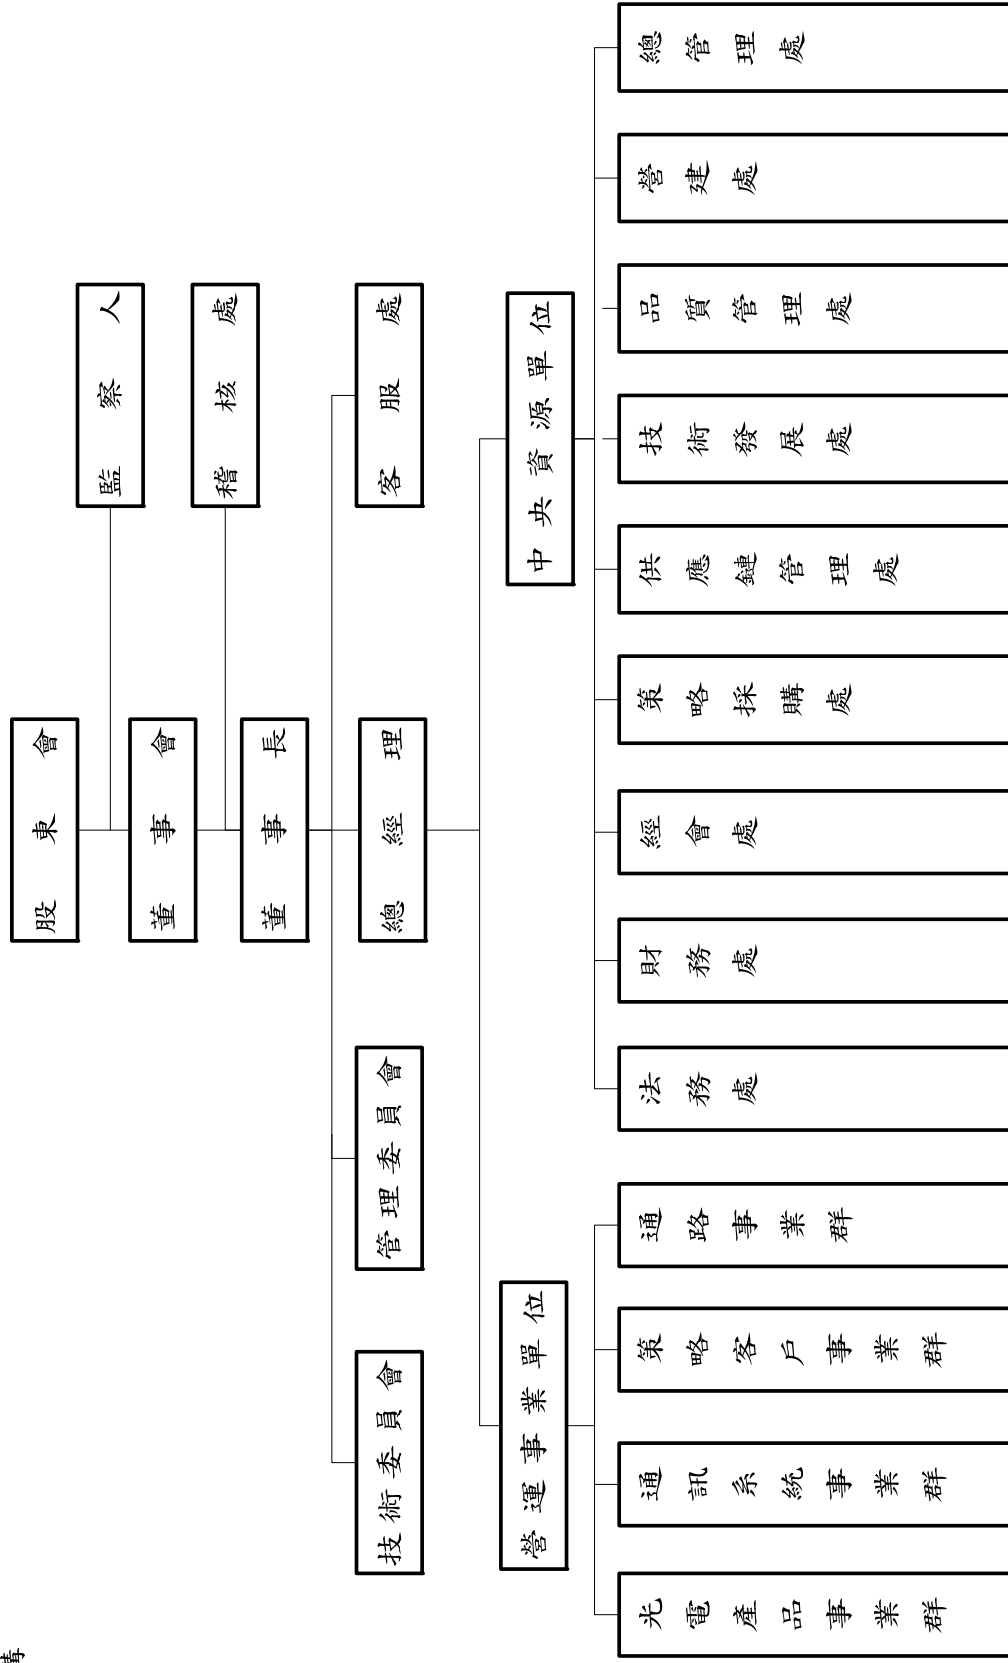 股東會
監察人
董事會
稽核處
董事長
技術委員會
管理委員會
總經理
客服處
營運事業單位
中央資源單位
光電產品事業群
通訊系統事業群
策略客戶事業群
通路事業群
法務處
財務處
經會處
策略採購處
供應鏈管理處
技術發展處
品質管理處
營建處
總管理處